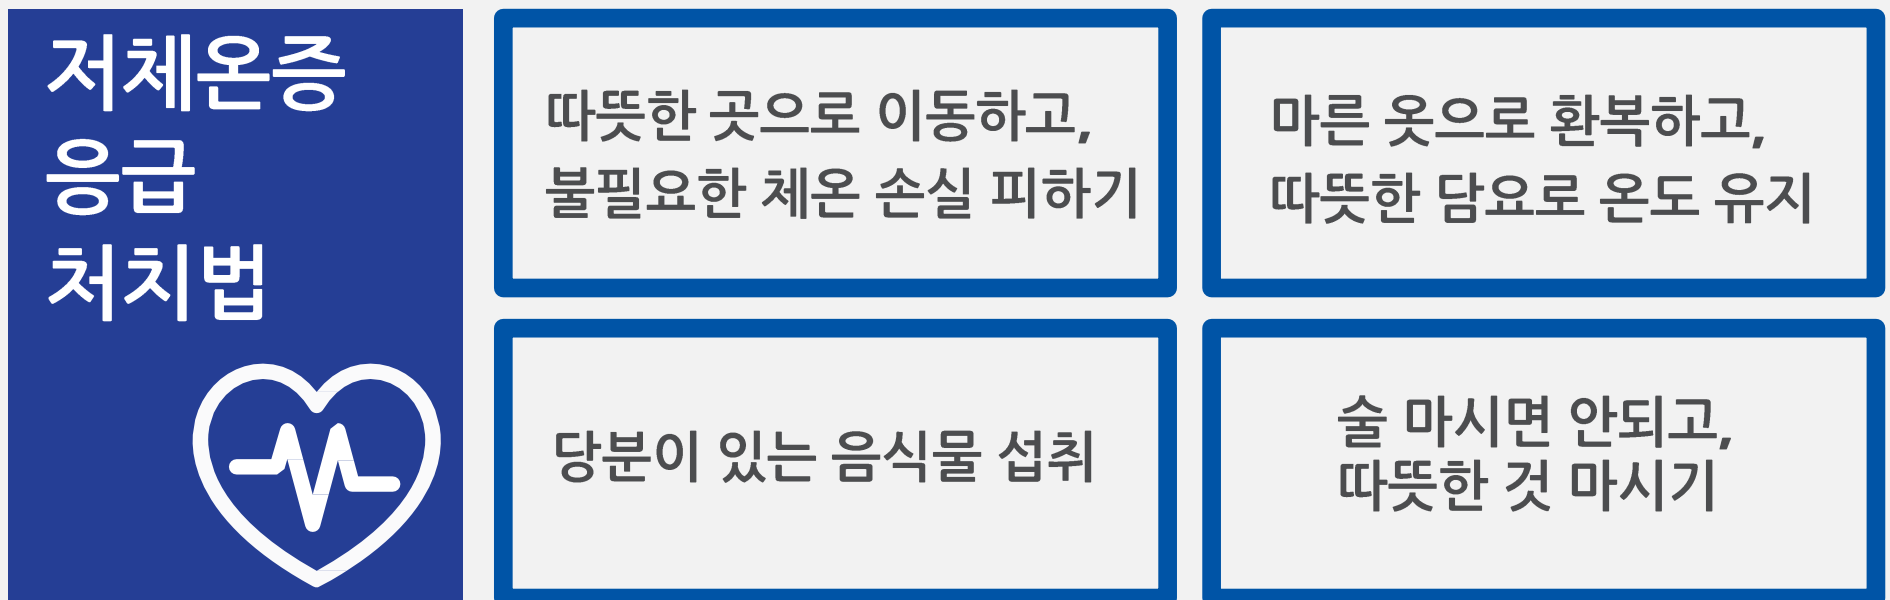 저체온증
응급
처치법
따뜻한 곳으로 이동하고,
불필요한 체온 손실 피하기
마른 옷으로 환복하고,
따뜻한 담요로 온도 유지
당분이 있는 음식물 섭취
술 마시면 안되고,
따뜻한 것 마시기